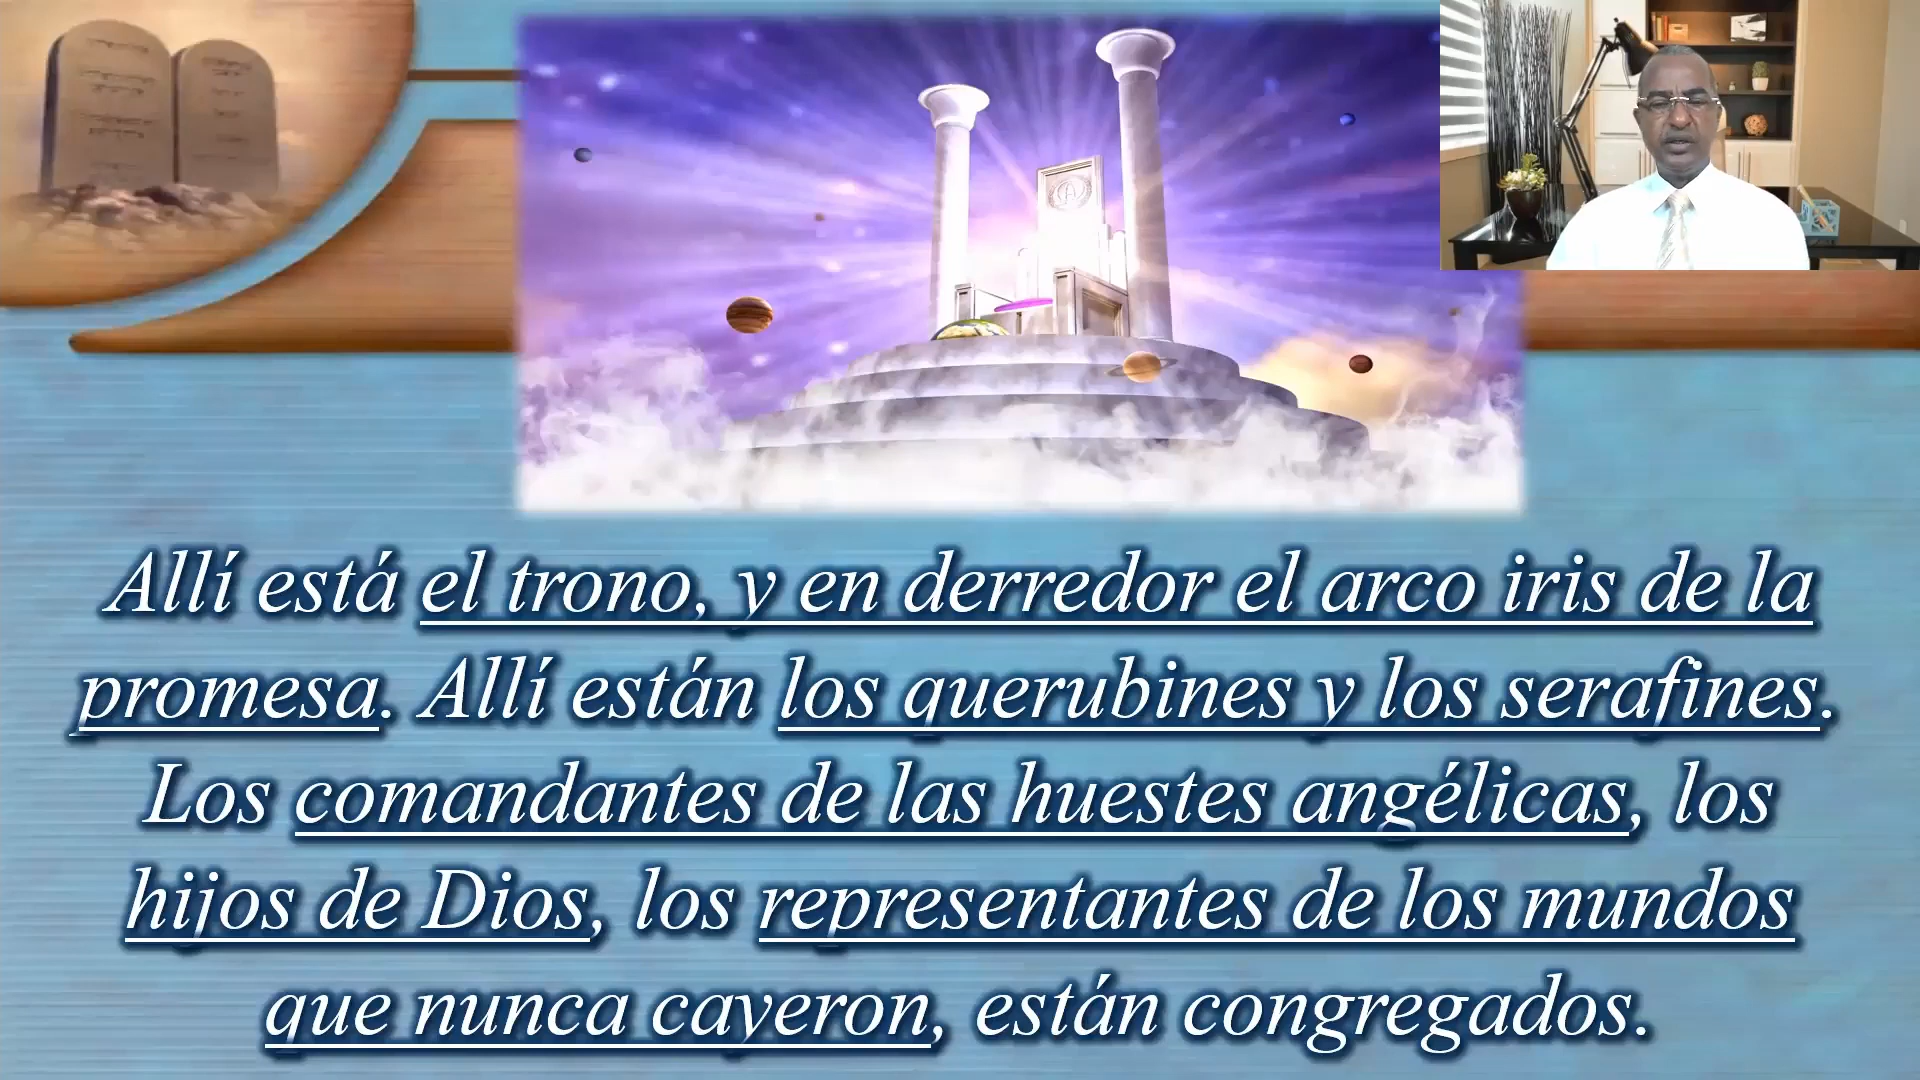 Allí está el trono, y en derredor el arco iris de la
promesa. Allí están los querubines y los serafines.
Los comandantes de las huestes angélicas, los
hijos de Dios, los representantes de los mundos
que nunca cayeron, están congregados.